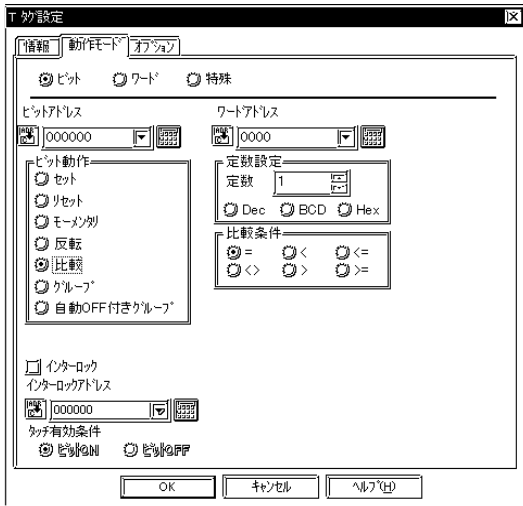 T ﾀｸﾞ設定
情報 動作ﾓｰﾄﾞ ｵﾌﾟｼｮﾝ
ﾋﾞｯﾄ ﾜｰﾄﾞ 特殊
ﾋﾞｯﾄｱﾄﾞﾚｽ ﾜｰﾄﾞｱﾄﾞﾚｽ
000000 0000
ﾋﾞｯﾄ動作 定数設定
ｾｯﾄ 定数 1
ﾘｾｯﾄ Dec BCD Hex
ﾓｰﾒﾝﾀﾘ 比較条件
反転 = < <=
比較 <> > >=
ｸﾞﾙｰﾌﾟ
自動OFF付きｸﾞﾙｰﾌﾟ
ｲﾝﾀｰﾛｯｸ
ｲﾝﾀｰﾛｯｸｱﾄﾞﾚｽ
000000
ﾀｯﾁ有効条件
ﾋﾞｯﾄON ﾋﾞｯﾄOFF
OK ｷｬﾝｾﾙ ﾍﾙﾌﾟ(H)